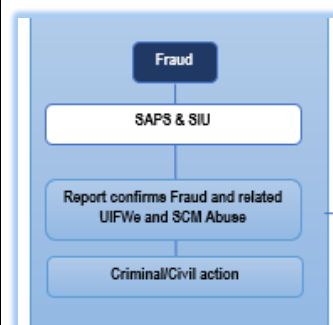 Fraud
SAPS & SIU
Report confirms Fraud and related
UIFWe and SCM Abuse
Criminal/Civil action